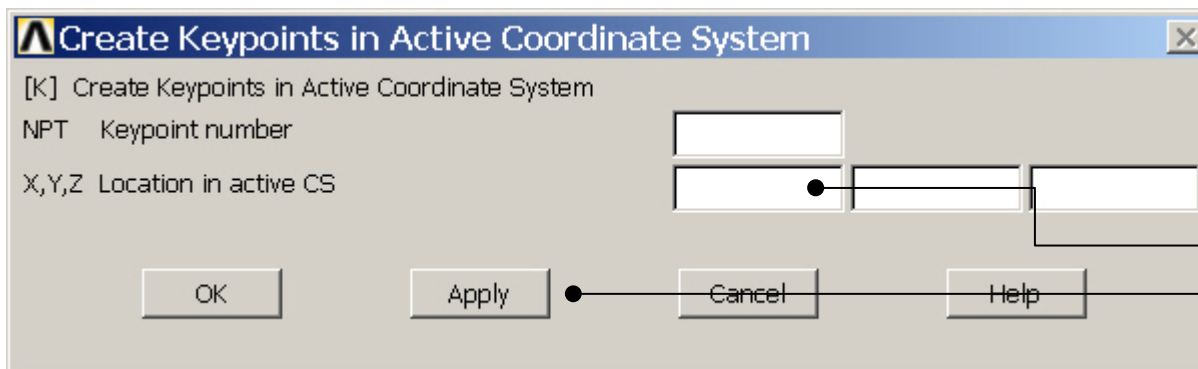 Create Keypoints in Active Coordinate System
[K] Create Keypoints in Active Coordinate System
NPT Keypoint number
X,Y,Z Location in active CS
OK Apply Cancel Help